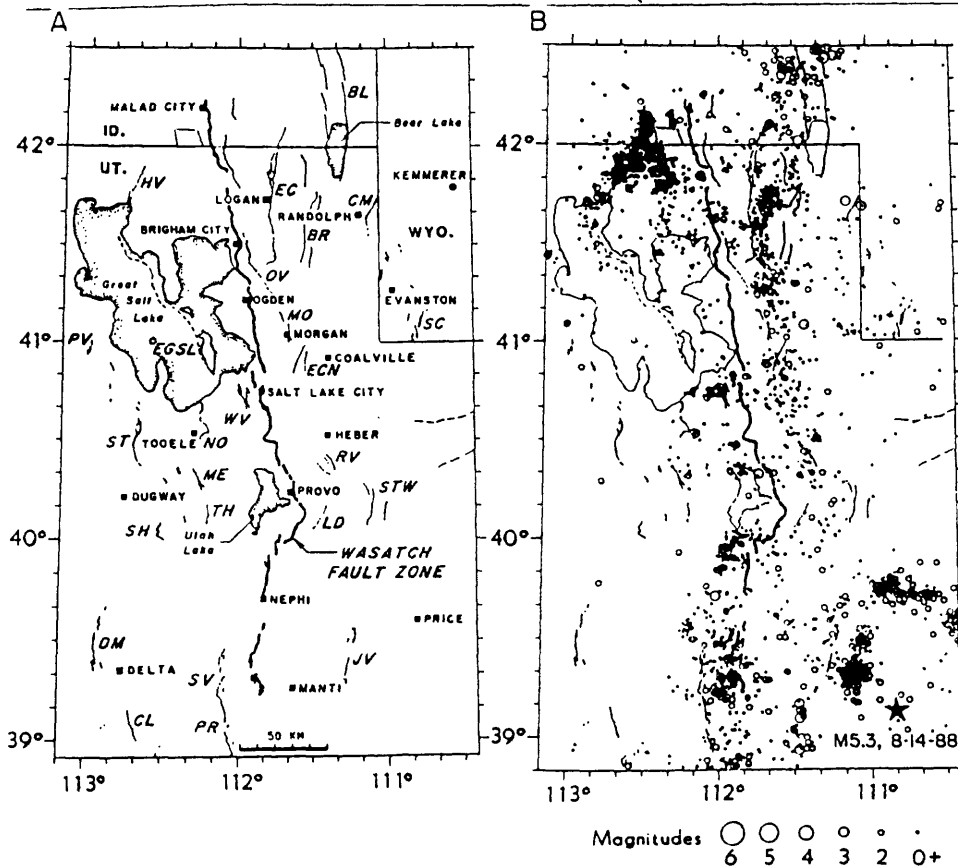 A
MALAD CITY
BL
ID.
Bear Lake
42°
UT.
HV
KEMMERER
LOGAN
EC
CM
RANDOLPH
BRIGHAM CITY
BR
WYO.
OV
Great
Salt
Lake
OGDEN
EVANSTON
MO
MORGAN
SC
41°
PV
EGSL
COALVILLE
ECN
SALT LAKE CITY
WV
ST
TOOELE
NO
HEBER
RV
ME
STW
DUGWAY
PROVO
TH
SH
LD
Utah
Lake
40°
WASATCH
FAULT ZONE
NEPHI
PRICE
DM
JV
DELTA
SV
MANTI
CL
PR
50 KM
39°
113°
112°
111°
B
42°
41°
40°
39°
M5.3, 8-14-88
113°
112°
111°
Magnitudes
6 5 4 3 2 0+